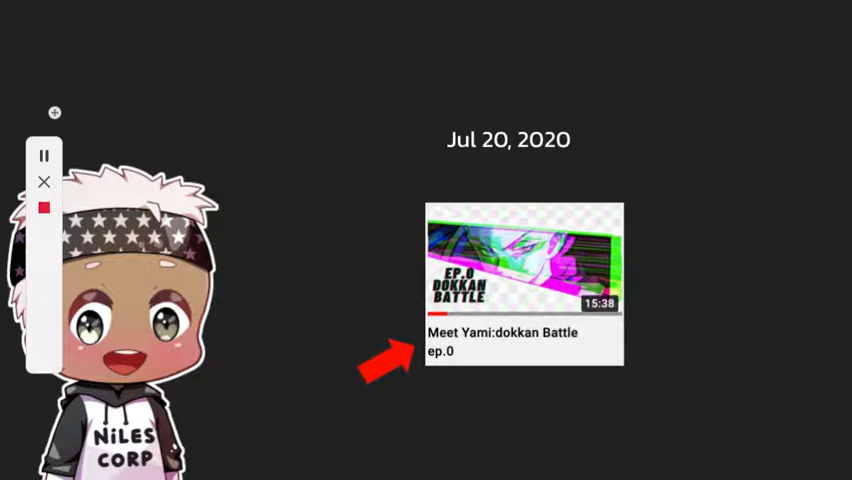 Jul 20, 2020
EP.0
DOKKAN
BATTLE
15:38
Meet Yami:dokkan Battle
ep.0
NiLES
CORP